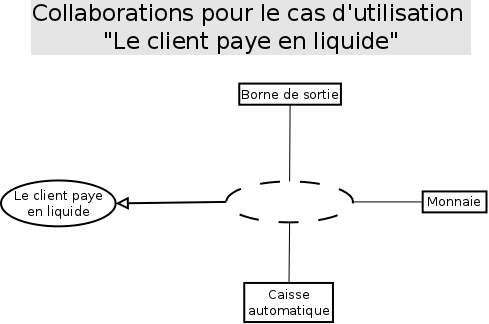 Collaborations pour le cas d'utilisation
"Le client paye en liquide"
Borne de sortie
Le client paye
en liquide
Monnaie
Caisse
automatique